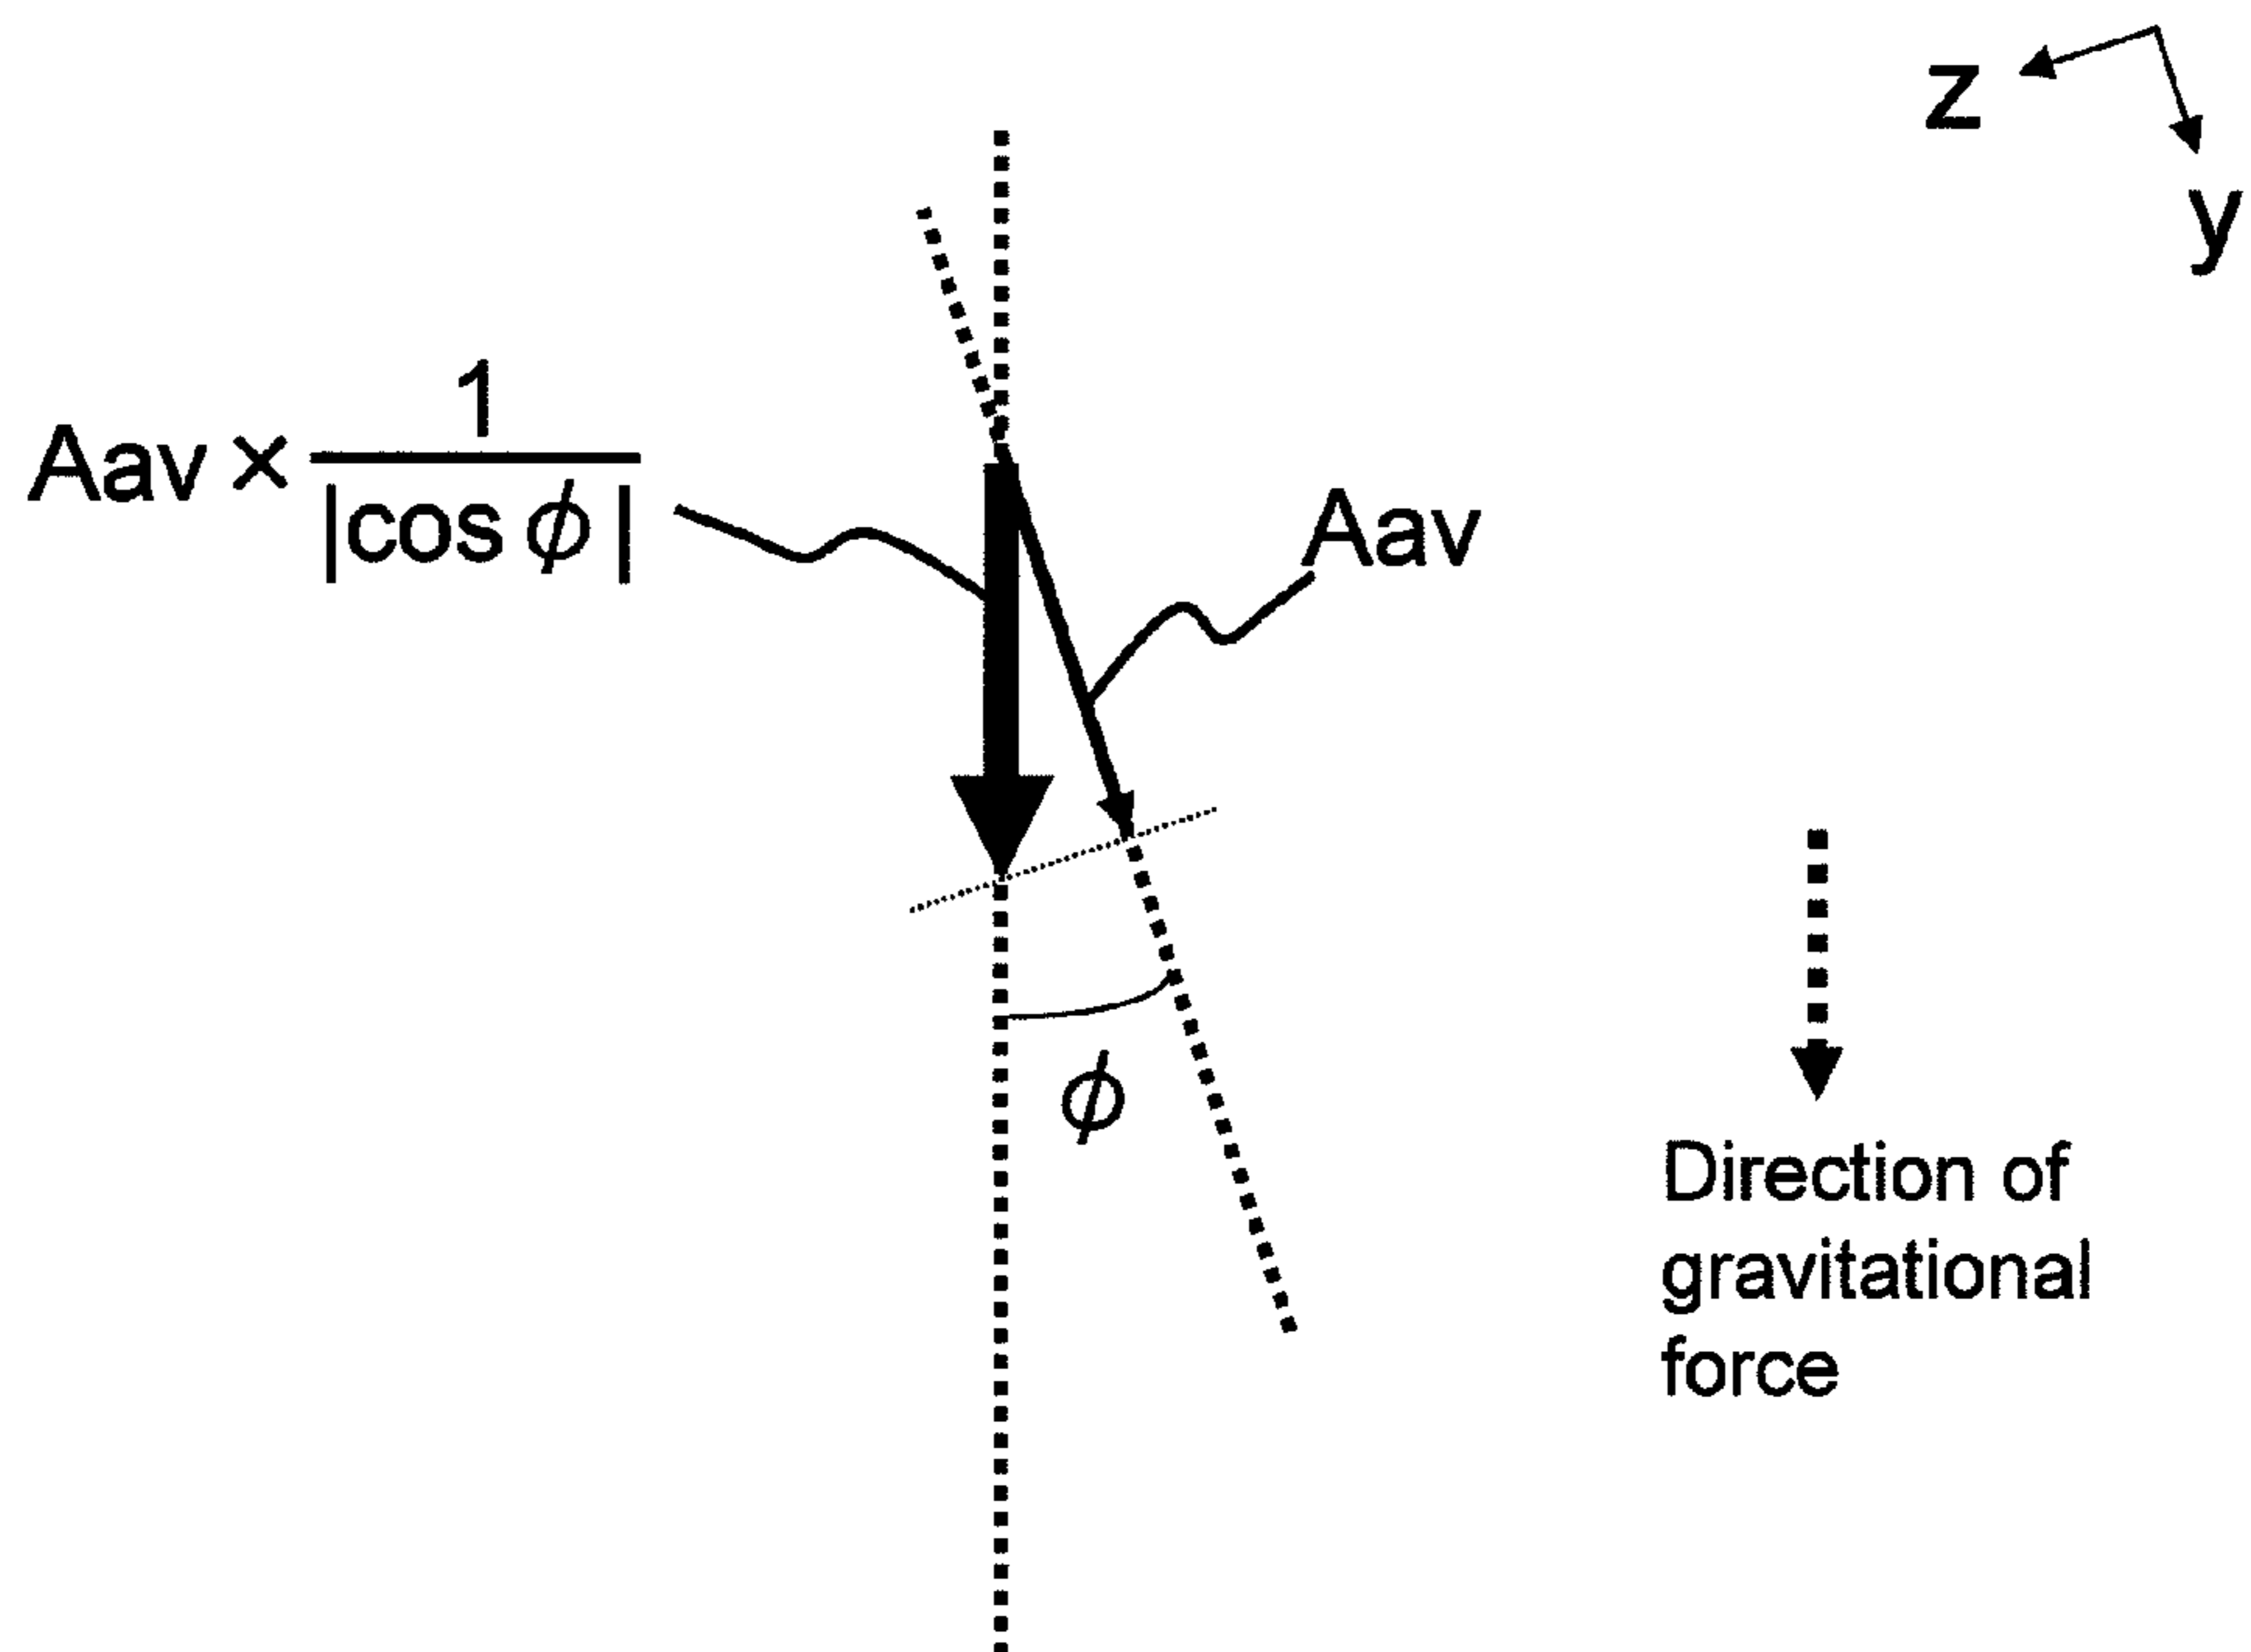 z
y
Aav × 1 / |cos ϕ|
Aav
ϕ
Direction of
gravitational
force